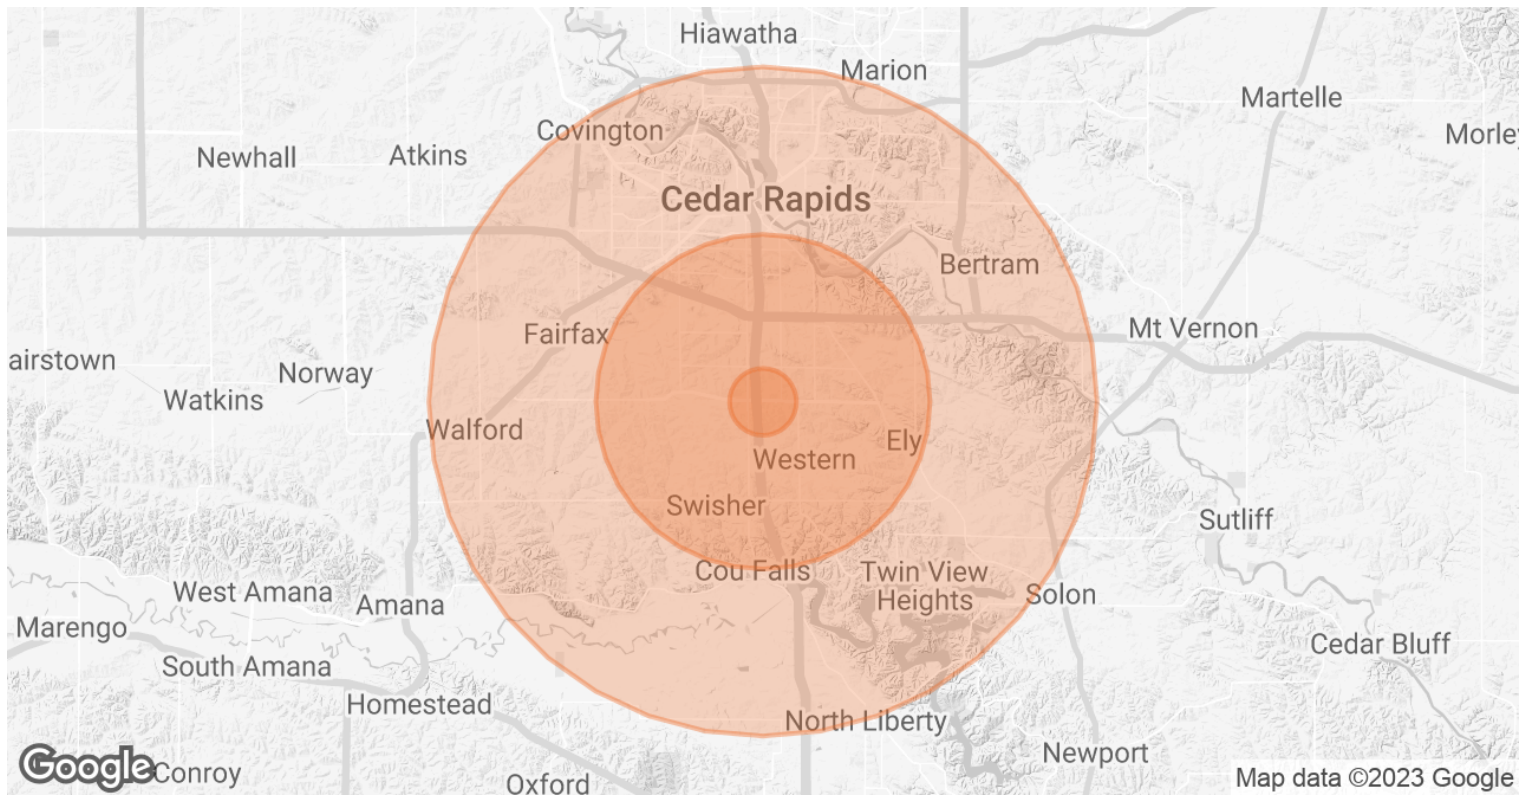 Hiawatha
Marion
Martelle
Covington
Morley
Newhall
Atkins
Cedar Rapids
Bertram
Mt Vernon
Fairfax
airstown
Norway
Watkins
Walford
Ely
Western
Swisher
Sutliff
Cou Falls
Twin View
Heights
West Amana
Amana
Solon
Marengo
Cedar Bluff
South Amana
Homestead
North Liberty
Newport
Google
Conroy
Oxford
Map data ©2023 Google